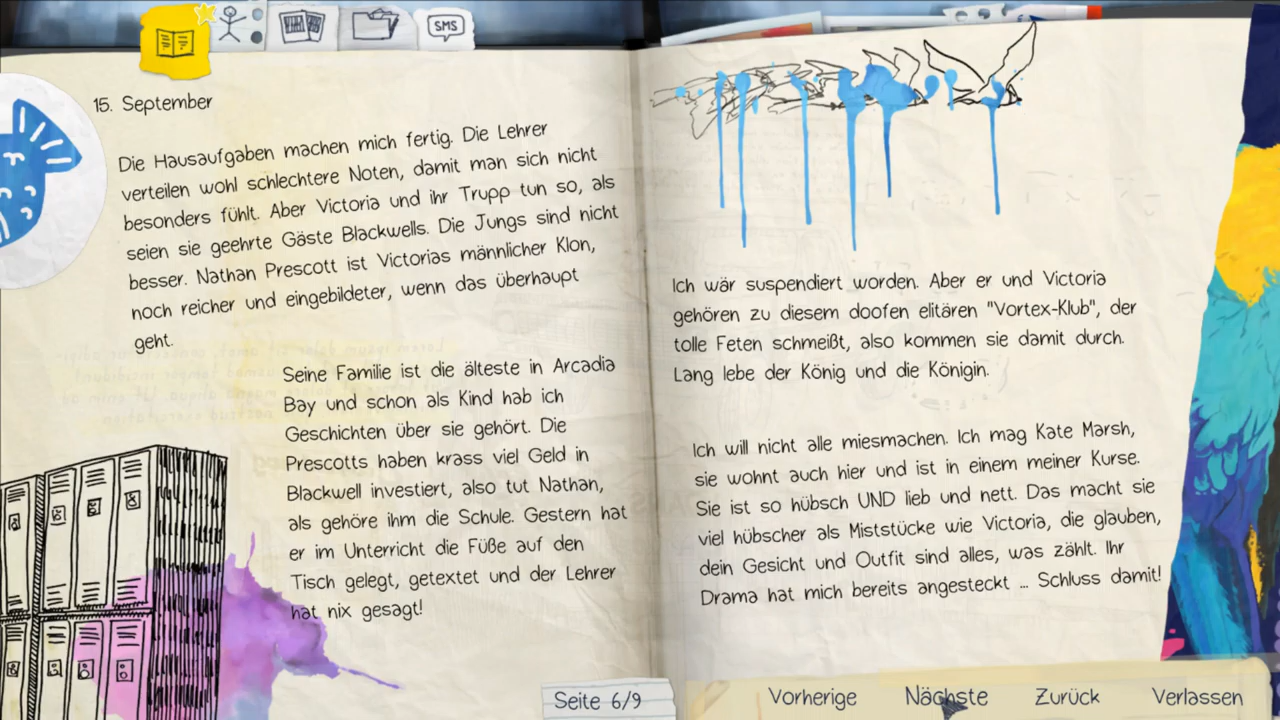 SMS
15. September
Die Hausaufgaben machen mich fertig. Die Lehrer
verteilen wohl schlechtere Noten, damit man sich nicht
besonders fühlt. Aber Victoria und ihr Trupp tun so, als
seien sie geehrte Gäste Blackwells. Die Jungs sind nicht
besser. Nathan Prescott ist Victorias männlicher Klon,
noch reicher und eingebildeter, wenn das überhaupt
geht.
Seine Familie ist die älteste in Arcadia
Bay und schon als Kind hab ich
Geschichten über sie gehört. Die
Prescotts haben krass viel Geld in
Blackwell investiert, also tut Nathan,
als gehöre ihm die Schule. Gestern hat
er im Unterricht die Füße auf den
Tisch gelegt, getextet und der Lehrer
hat nix gesagt!
Ich wär suspendiert worden. Aber er und Victoria
gehören zu diesem doofen elitären "Vortex-Klub", der
tolle Feten schmeißt, also kommen sie damit durch.
Lang lebe der König und die Königin.
Ich will nicht alle miesmachen. Ich mag Kate Marsh,
sie wohnt auch hier und ist in einem meiner Kurse.
Sie ist so hübsch UND lieb und nett. Das macht sie
viel hübscher als Miststücke wie Victoria, die glauben,
dein Gesicht und Outfit sind alles, was zählt. Ihr
Drama hat mich bereits angesteckt ... Schluss damit!
Seite 6/9
Vorherige Nächste Zurück Verlassen